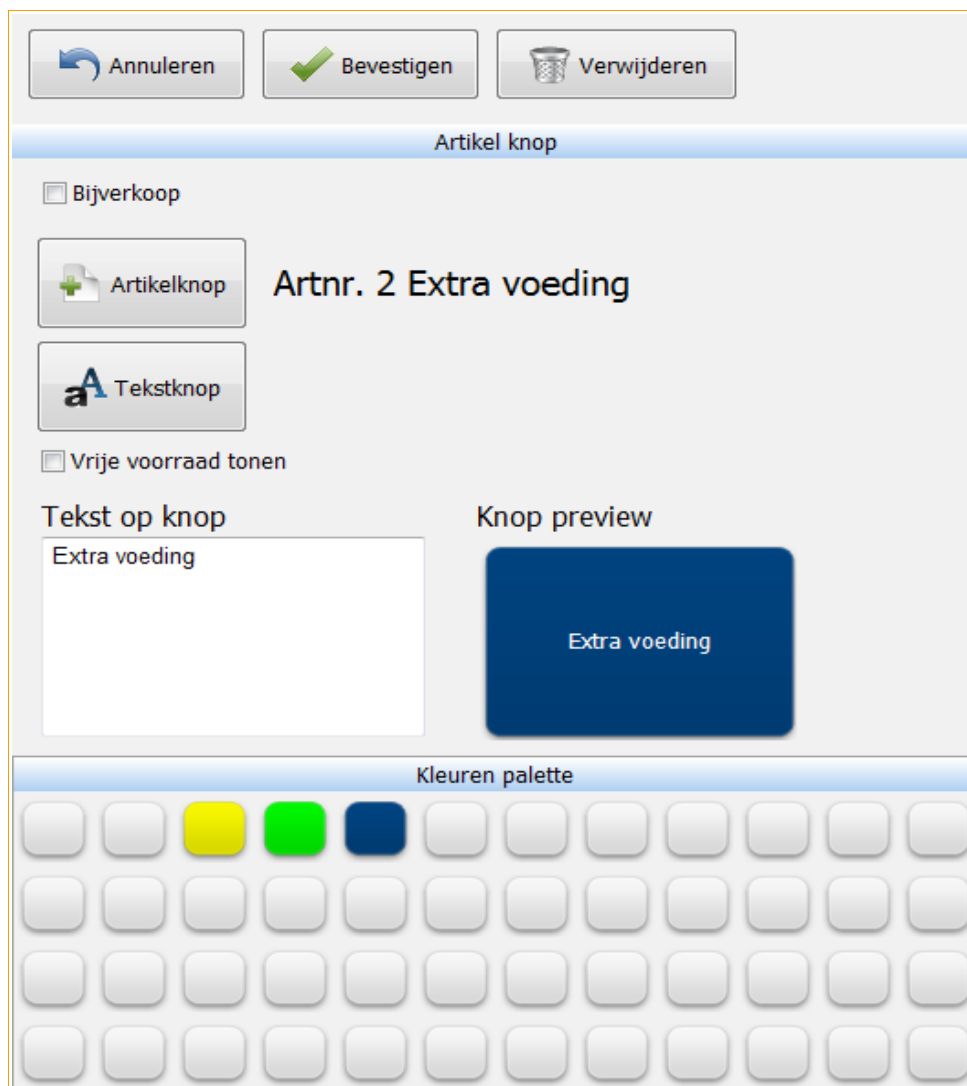 Annuleren
Bevestigen
Verwijderen
Artikel knop
Bijverkoop
Artikelknop
Artnr. 2 Extra voeding
aA Tekstknop
Vrije voorraad tonen
Tekst op knop
Knop preview
Extra voeding
Extra voeding
Kleuren palette